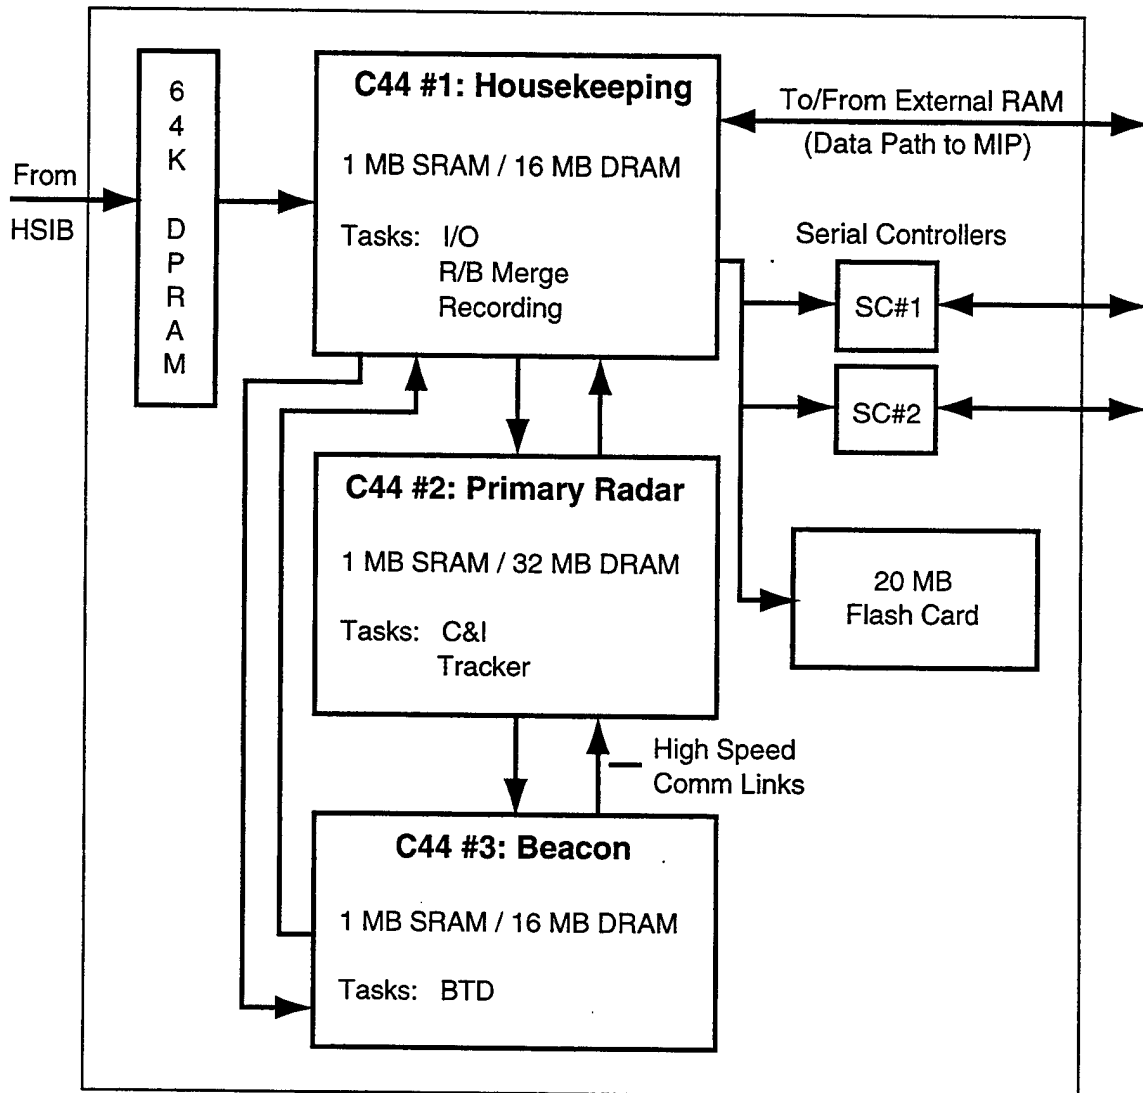 C44 #1: Housekeeping
1 MB SRAM / 16 MB DRAM
Tasks: I/O
R/B Merge
Recording
64K DPRAM
From
HSIB
To/From External RAM
(Data Path to MIP)
Serial Controllers
SC#1
SC#2
20 MB
Flash Card
C44 #2: Primary Radar
1 MB SRAM / 32 MB DRAM
Tasks: C&I
Tracker
High Speed
Comm Links
C44 #3: Beacon
1 MB SRAM / 16 MB DRAM
Tasks: BTD